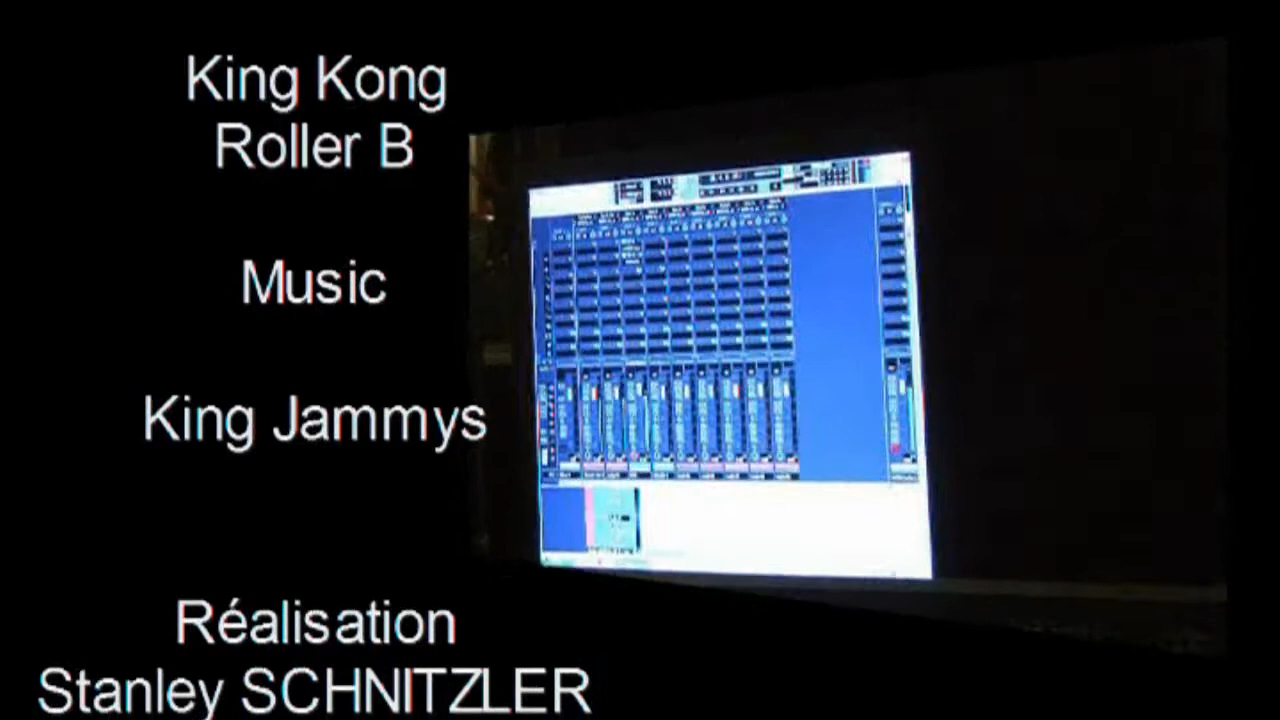 King Kong
Roller B
Music
King Jammys
Réalisation
Stanley SCHNITZLER